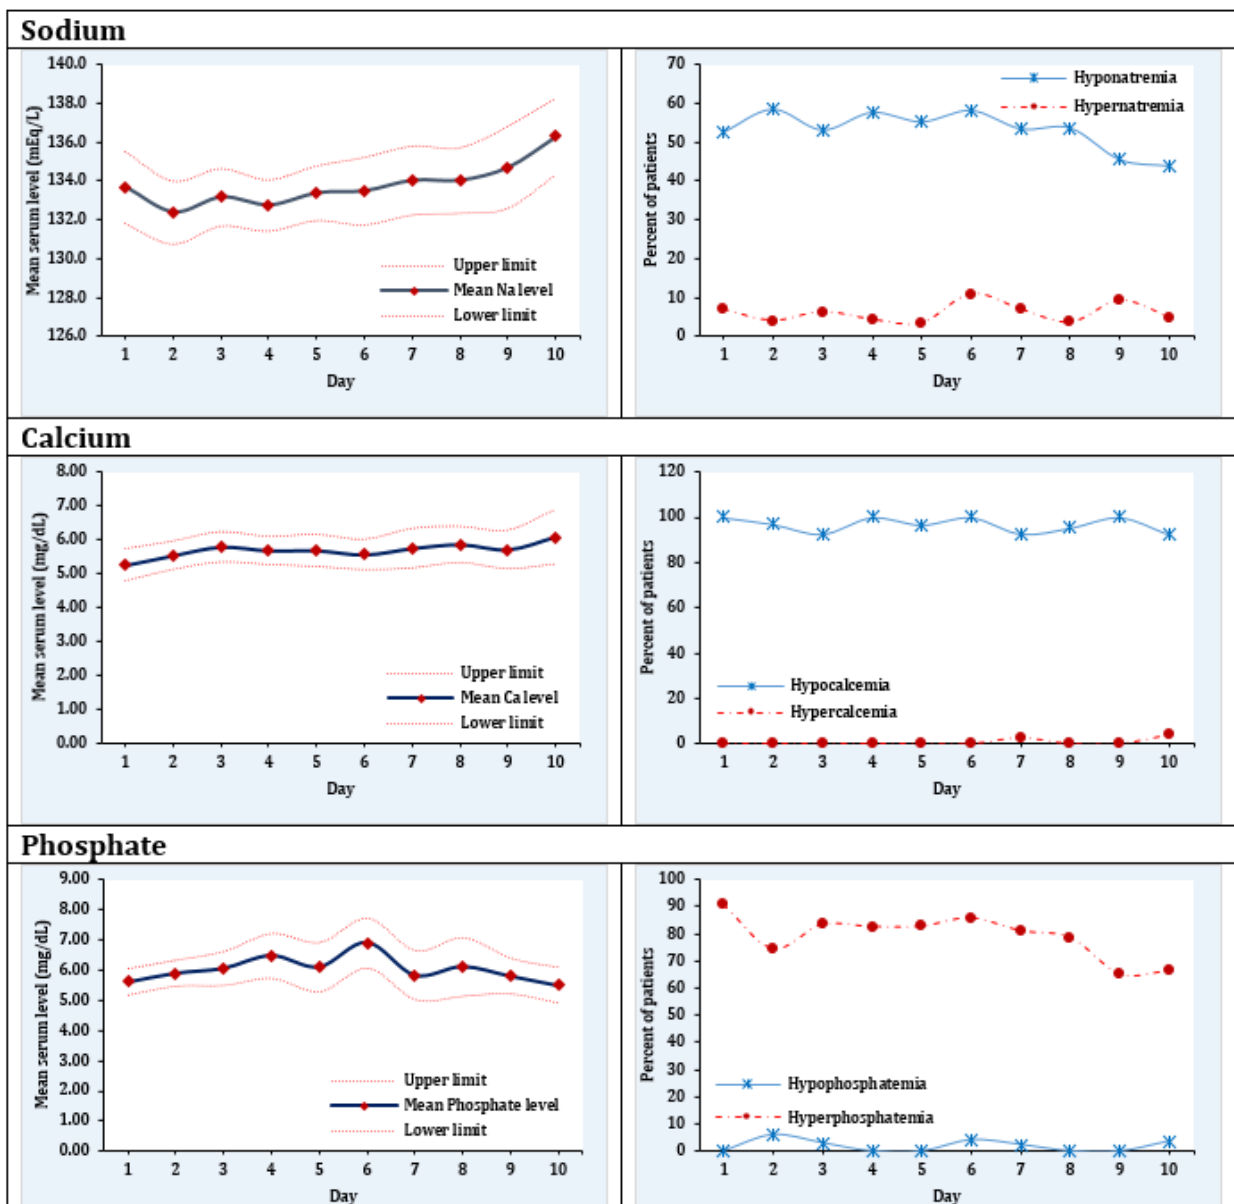 Sodium
Mean serum level (mEq/L)
140.0
138.0
136.0
134.0
132.0
130.0
128.0
126.0
Upper limit
Mean Na level
Lower limit
1 2 3 4 5 6 7 8 9 10
Day
Percent of patients
70
60
50
40
30
20
10
0
Hyponatremia
Hypernatremia
1 2 3 4 5 6 7 8 9 10
Day
Calcium
Mean serum level (mg/dL)
8.00
7.00
6.00
5.00
4.00
3.00
2.00
1.00
0.00
Upper limit
Mean Ca level
Lower limit
1 2 3 4 5 6 7 8 9 10
Day
Percent of patients
120
100
80
60
40
20
0
Hypocalcemia
Hypercalcemia
1 2 3 4 5 6 7 8 9 10
Day
Phosphate
Mean serum level (mg/dL)
9.00
8.00
7.00
6.00
5.00
4.00
3.00
2.00
1.00
0.00
Upper limit
Mean Phosphate level
Lower limit
1 2 3 4 5 6 7 8 9 10
Day
Percent of patients
100
90
80
70
60
50
40
30
20
10
0
Hypophosphatemia
Hyperphosphatemia
1 2 3 4 5 6 7 8 9 10
Day